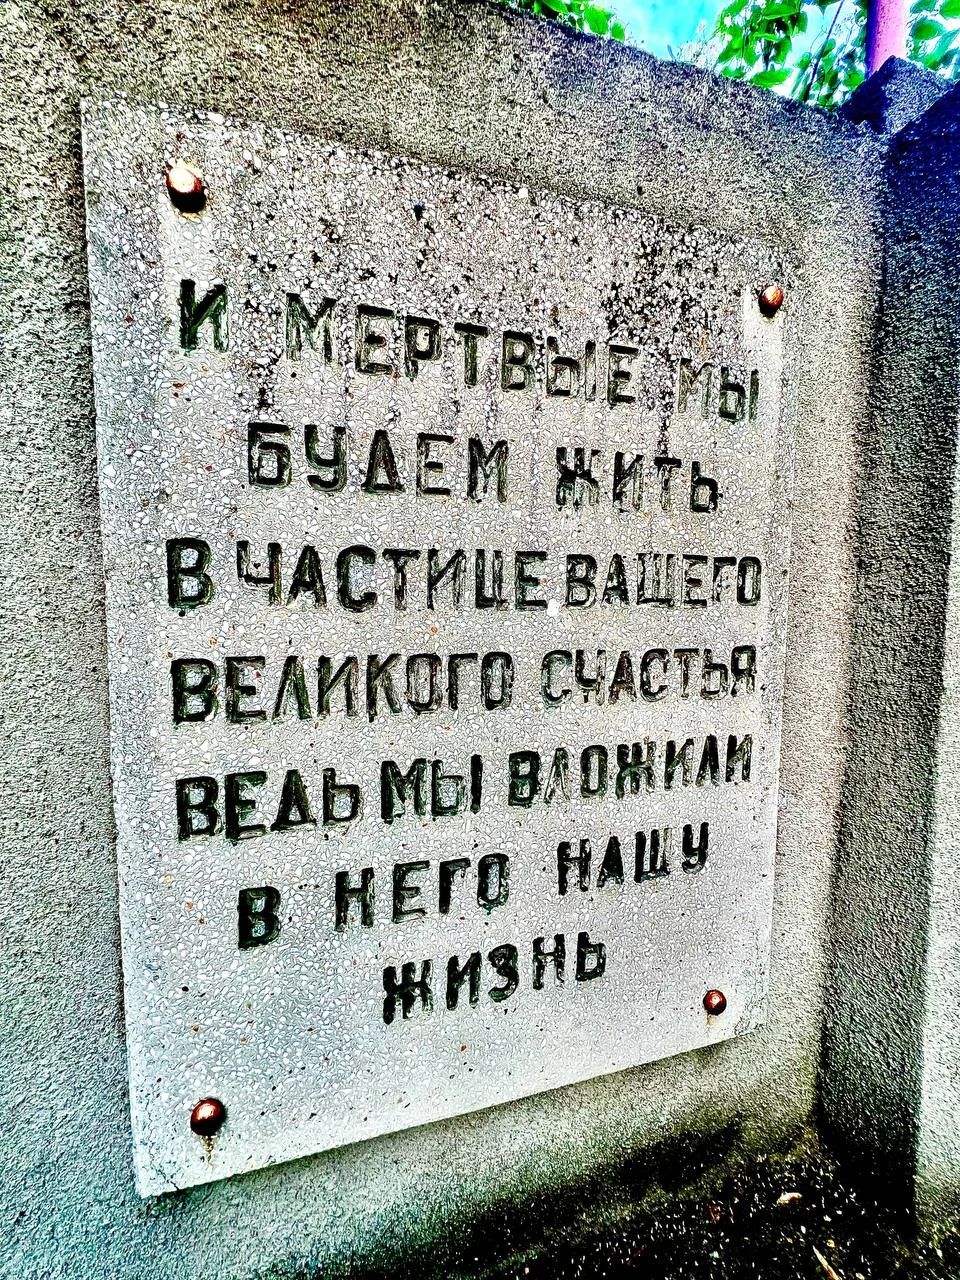 И МЕРТВЫЕ МЫ
БУДЕМ ЖИТЬ
В ЧАСТИЦЕ ВАШЕГО
ВЕЛИКОГО СЧАСТЬЯ
ВЕДЬ МЫ ВЛОЖИЛИ
В НЕГО НАШУ
ЖИЗНЬ